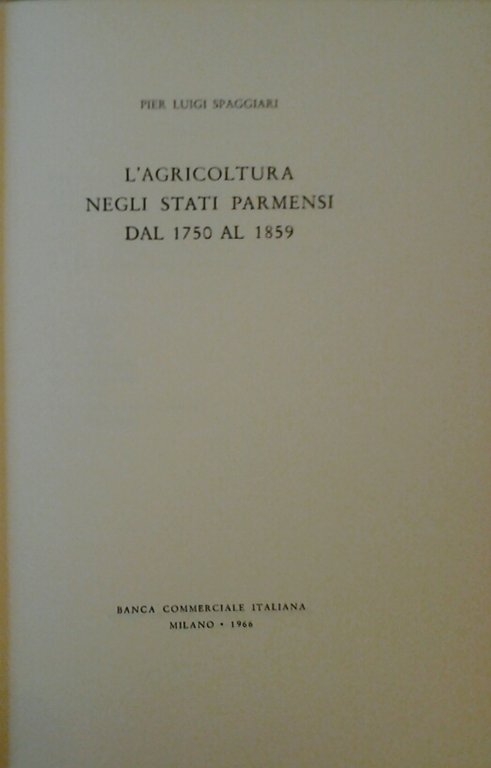 PIER LUIGI SPAGGIARI
L'AGRICOLTURA
NEGLI STATI PARMENSI
DAL 1750 AL 1859
BANCA COMMERCIALE ITALIANA
MILANO • 1966